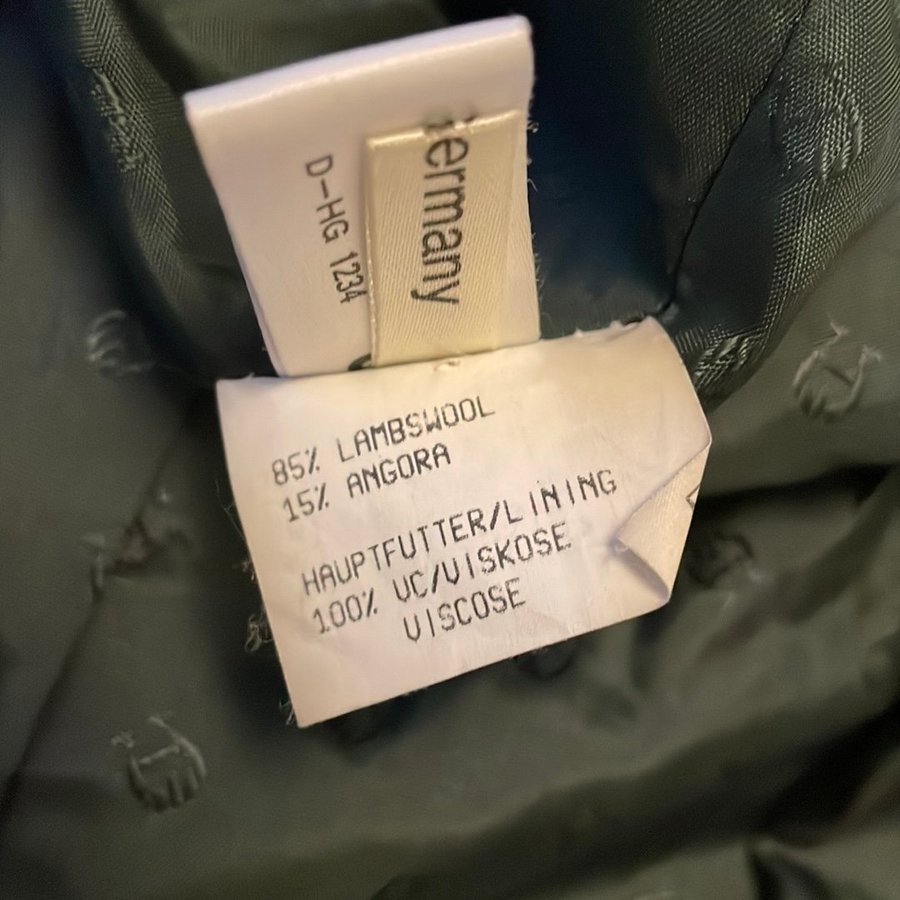 D-HG 1234
ermany
85% LAMBSWOOL
15% ANGORA
HAUPTFUTTER/LINING
100% VC/VISKOSE
VISCOSE